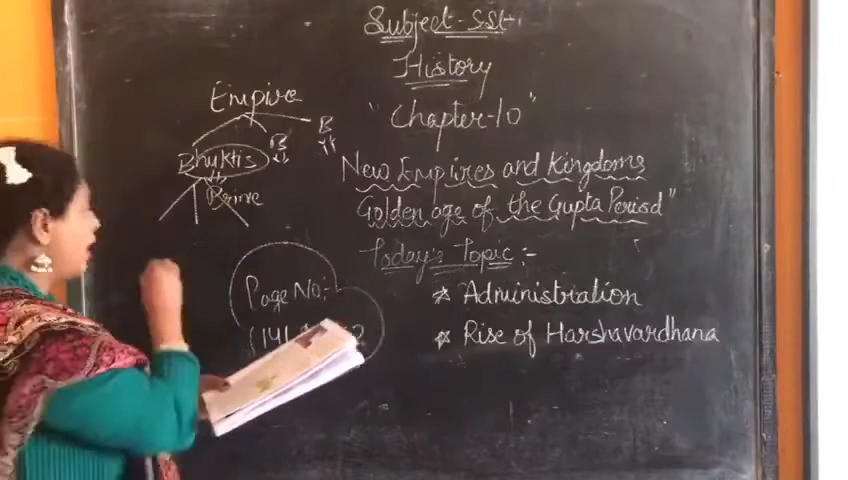 Subject-SSt
History
"Chapter-10"
New Empires and Kingdoms
Golden age of the Gupta Period"
Today's Topic :-
* Administration
* Rise of Harshavardhana
Empire
Bhuktis
B
B
Page No:-